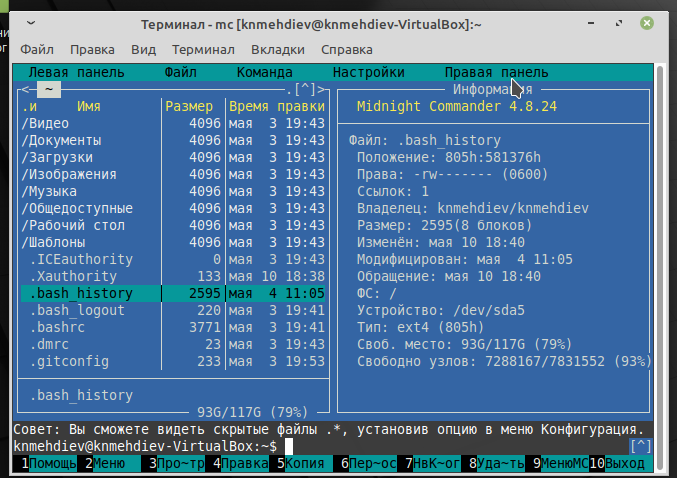 Терминал - mc [knmehdiev@knmehdiev-VirtualBox]:~
Файл Правка Вид Терминал Вкладки Справка
Левая панель Файл Команда Настройки Правая панель
<─ ~ ─.[^]> Информация
.и Имя Размер Время правки
Midnight Commander 4.8.24
/Видео 4096 мая 3 19:43
/Документы 4096 мая 3 19:43
Файл: .bash_history
/Загрузки 4096 мая 3 19:43
Положение: 805h:581376h
/Изображения 4096 мая 3 19:43
Права: -rw------- (0600)
/Музыка 4096 мая 3 19:43
Ссылок: 1
/Общедоступные 4096 мая 3 19:43
Владелец: knmehdiev/knmehdiev
/Рабочий стол 4096 мая 3 19:43
Размер: 2595(8 блоков)
/Шаблоны 4096 мая 3 19:43
Изменён: мая 10 18:40
.ICEauthority 0 мая 3 19:43
Модифицирован: мая 4 11:05
.Xauthority 133 мая 10 18:38
Обращение: мая 10 18:40
.bash_history 2595 мая 4 11:05
ФС: /
.bash_logout 220 мая 3 19:41
Устройство: /dev/sda5
.bashrc 3771 мая 3 19:41
Тип: ext4 (805h)
.dmrc 23 мая 3 19:43
Своб. место: 93G/117G (79%)
.gitconfig 233 мая 3 19:53
Свободно узлов: 7288167/7831552 (93%)
.bash_history
93G/117G (79%)
Совет: Вы сможете видеть скрытые файлы .*, установив опцию в меню Конфигурация.
knmehdiev@knmehdiev-VirtualBox:~$ [^]
1Помощь 2Меню 3Про~тр 4Правка 5Копия 6Пер~ос 7НвК~ог 8Уда~ть 9МенюМС 10Выход